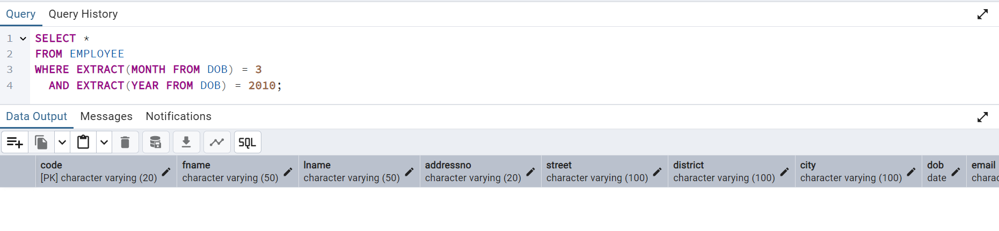 Query Query History
1 SELECT *
2 FROM EMPLOYEE
3 WHERE EXTRACT(MONTH FROM DOB) = 3
4 AND EXTRACT(YEAR FROM DOB) = 2010;
Data Output Messages Notifications
SQL
code fname lname addressno street district city dob email
[PK] character varying (20) character varying (50) character varying (50) character varying (20) character varying (100) character varying (100) character varying (100) date charac